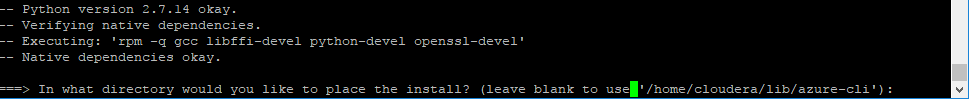 -- Python version 2.7.14 okay.
-- Verifying native dependencies.
-- Executing: 'rpm -q gcc libffi-devel python-devel openssl-devel'
-- Native dependencies okay.
===> In what directory would you like to place the install? (leave blank to use '/home/cloudera/lib/azure-cli'):